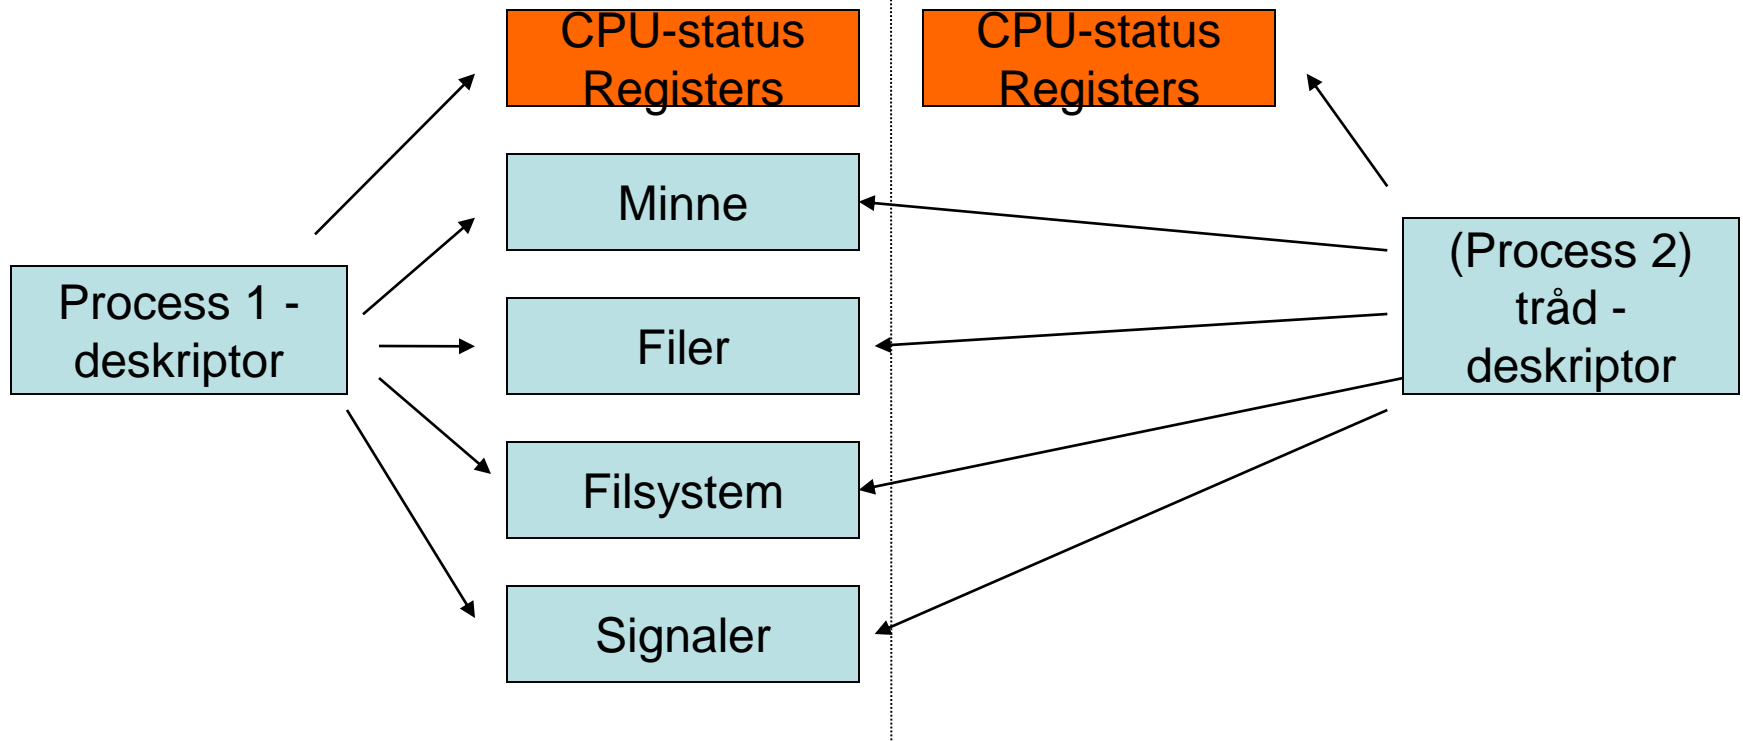 CPU-status
Registers
CPU-status
Registers
Minne
Process 1 -
deskriptor
Filer
(Process 2)
tråd -
deskriptor
Filsystem
Signaler